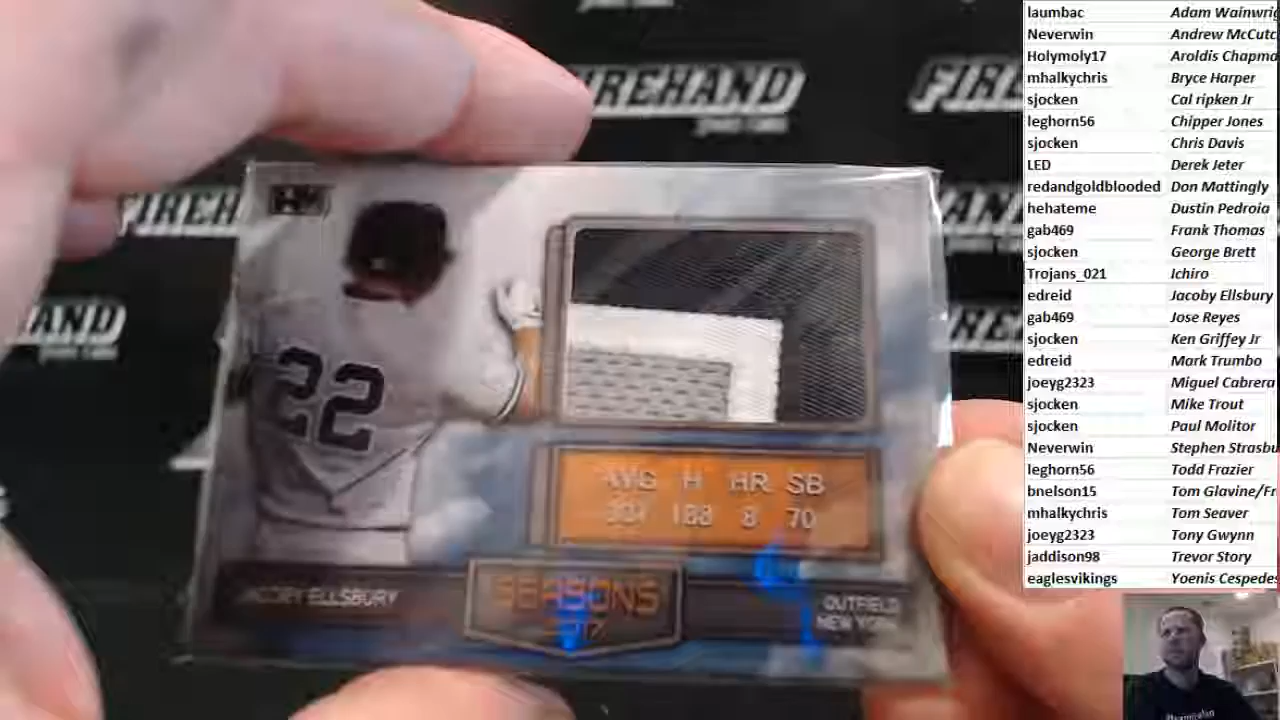 FIREHAND
FIRE
FIREH
HAND
22
AVG H HR SB
8 70
JACOBY ELLSBURY
SEASONS
2017
OUTFIELD
NEW YORK
laumbac Adam Wainwrig
Neverwin Andrew McCutc
Holymoly17 Aroldis Chapma
mhalkychris Bryce Harper
sjocken Cal ripken Jr
leghorn56 Chipper Jones
sjocken Chris Davis
LED Derek Jeter
redandgoldblooded Don Mattingly
hehateme Dustin Pedroia
gab469 Frank Thomas
sjocken George Brett
Trojans_021 Ichiro
edreid Jacoby Ellsbury
gab469 Jose Reyes
sjocken Ken Griffey Jr
edreid Mark Trumbo
joeyg2323 Miguel Cabrera
sjocken Mike Trout
sjocken Paul Molitor
Neverwin Stephen Strasbu
leghorn56 Todd Frazier
bnelson15 Tom Glavine/Fr
mhalkychris Tom Seaver
joeyg2323 Tony Gwynn
jaddison98 Trevor Story
eaglesvikings Yoenis Cespedes